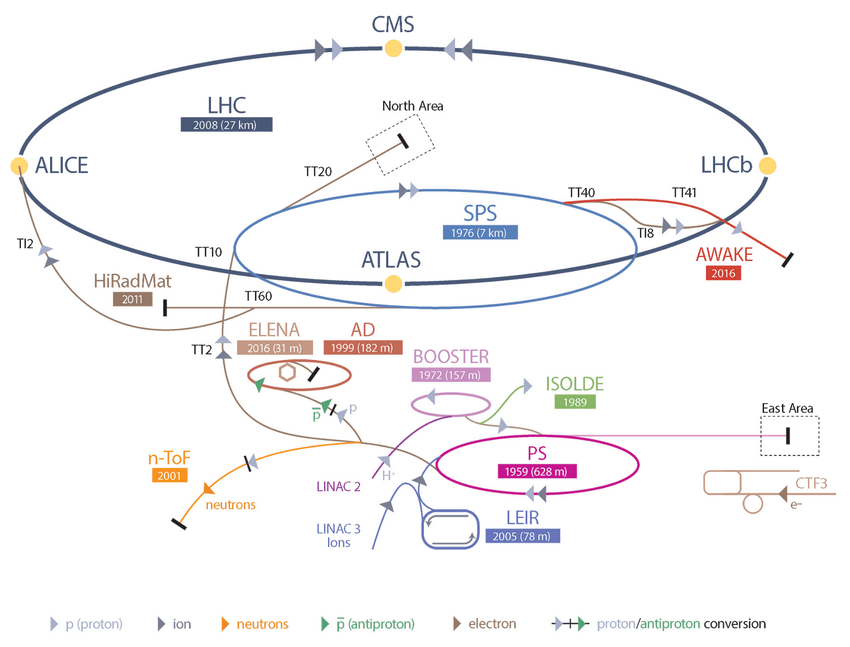 CMS
LHC
2008 (27 km)
North Area
ALICE
LHCb
TT20
TT40
TT41
SPS
1976 (7 km)
TI2
TI8
TT10
ATLAS
AWAKE
2016
HiRadMat
2011
TT60
ELENA
2016 (31 m)
AD
1999 (182 m)
TT2
BOOSTER
1972 (157 m)
ISOLDE
1989
p̅
p
East Area
n-ToF
2001
PS
1959 (628 m)
H+
LINAC 2
neutrons
CTF3
e–
LINAC 3
Ions
LEIR
2005 (78 m)
p (proton)
ion
neutrons
p̅ (antiproton)
electron
proton/antiproton conversion